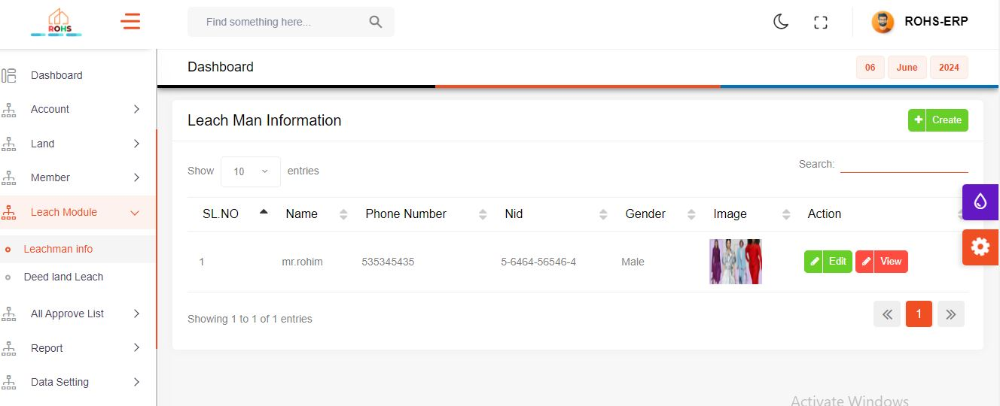 ROHS
Find something here...
ROHS-ERP
Dashboard
06 June 2024
Dashboard
Account
Land
Member
Leach Module
Leachman info
Deed land Leach
All Approve List
Report
Data Setting
Leach Man Information
Create
Show 10 entries
Search:
SL.NO Name Phone Number Nid Gender Image Action
1 mr.rohim 535345435 5-6464-56546-4 Male Edit View
Showing 1 to 1 of 1 entries
1
Activate Windows